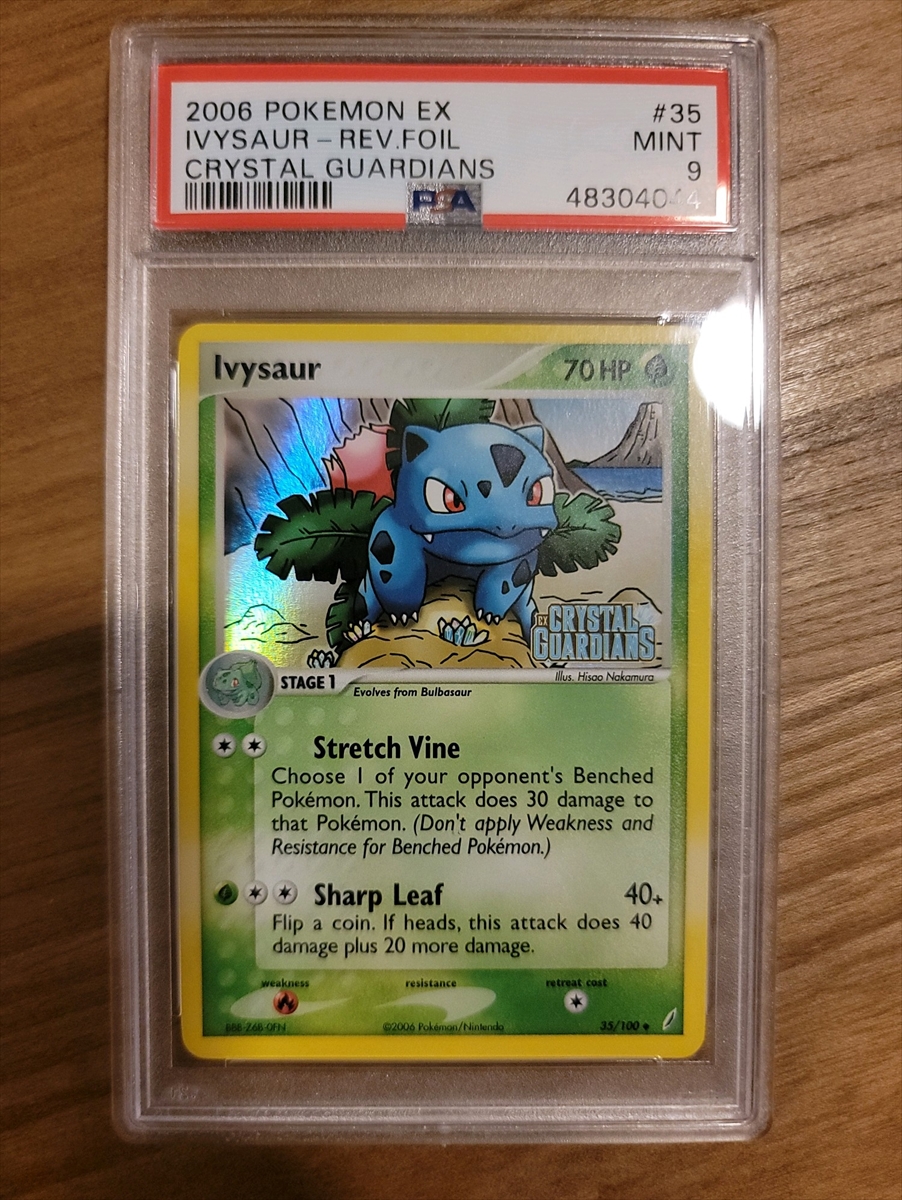 2006 POKEMON EX #35
IVYSAUR - REV.FOIL MINT
CRYSTAL GUARDIANS 9
PSA
Ivysaur 70 HP
EX CRYSTAL
GUARDIANS
Illus. Hisao Nakamura
STAGE 1 Evolves from Bulbasaur
Stretch Vine
Choose 1 of your opponent's Benched
Pokémon. This attack does 30 damage to
that Pokémon. (Don't apply Weakness and
Resistance for Benched Pokémon.)
Sharp Leaf 40+
Flip a coin. If heads, this attack does 40
damage plus 20 more damage.
weakness resistance retreat cost
©2006 Pokémon/Nintendo 35/100